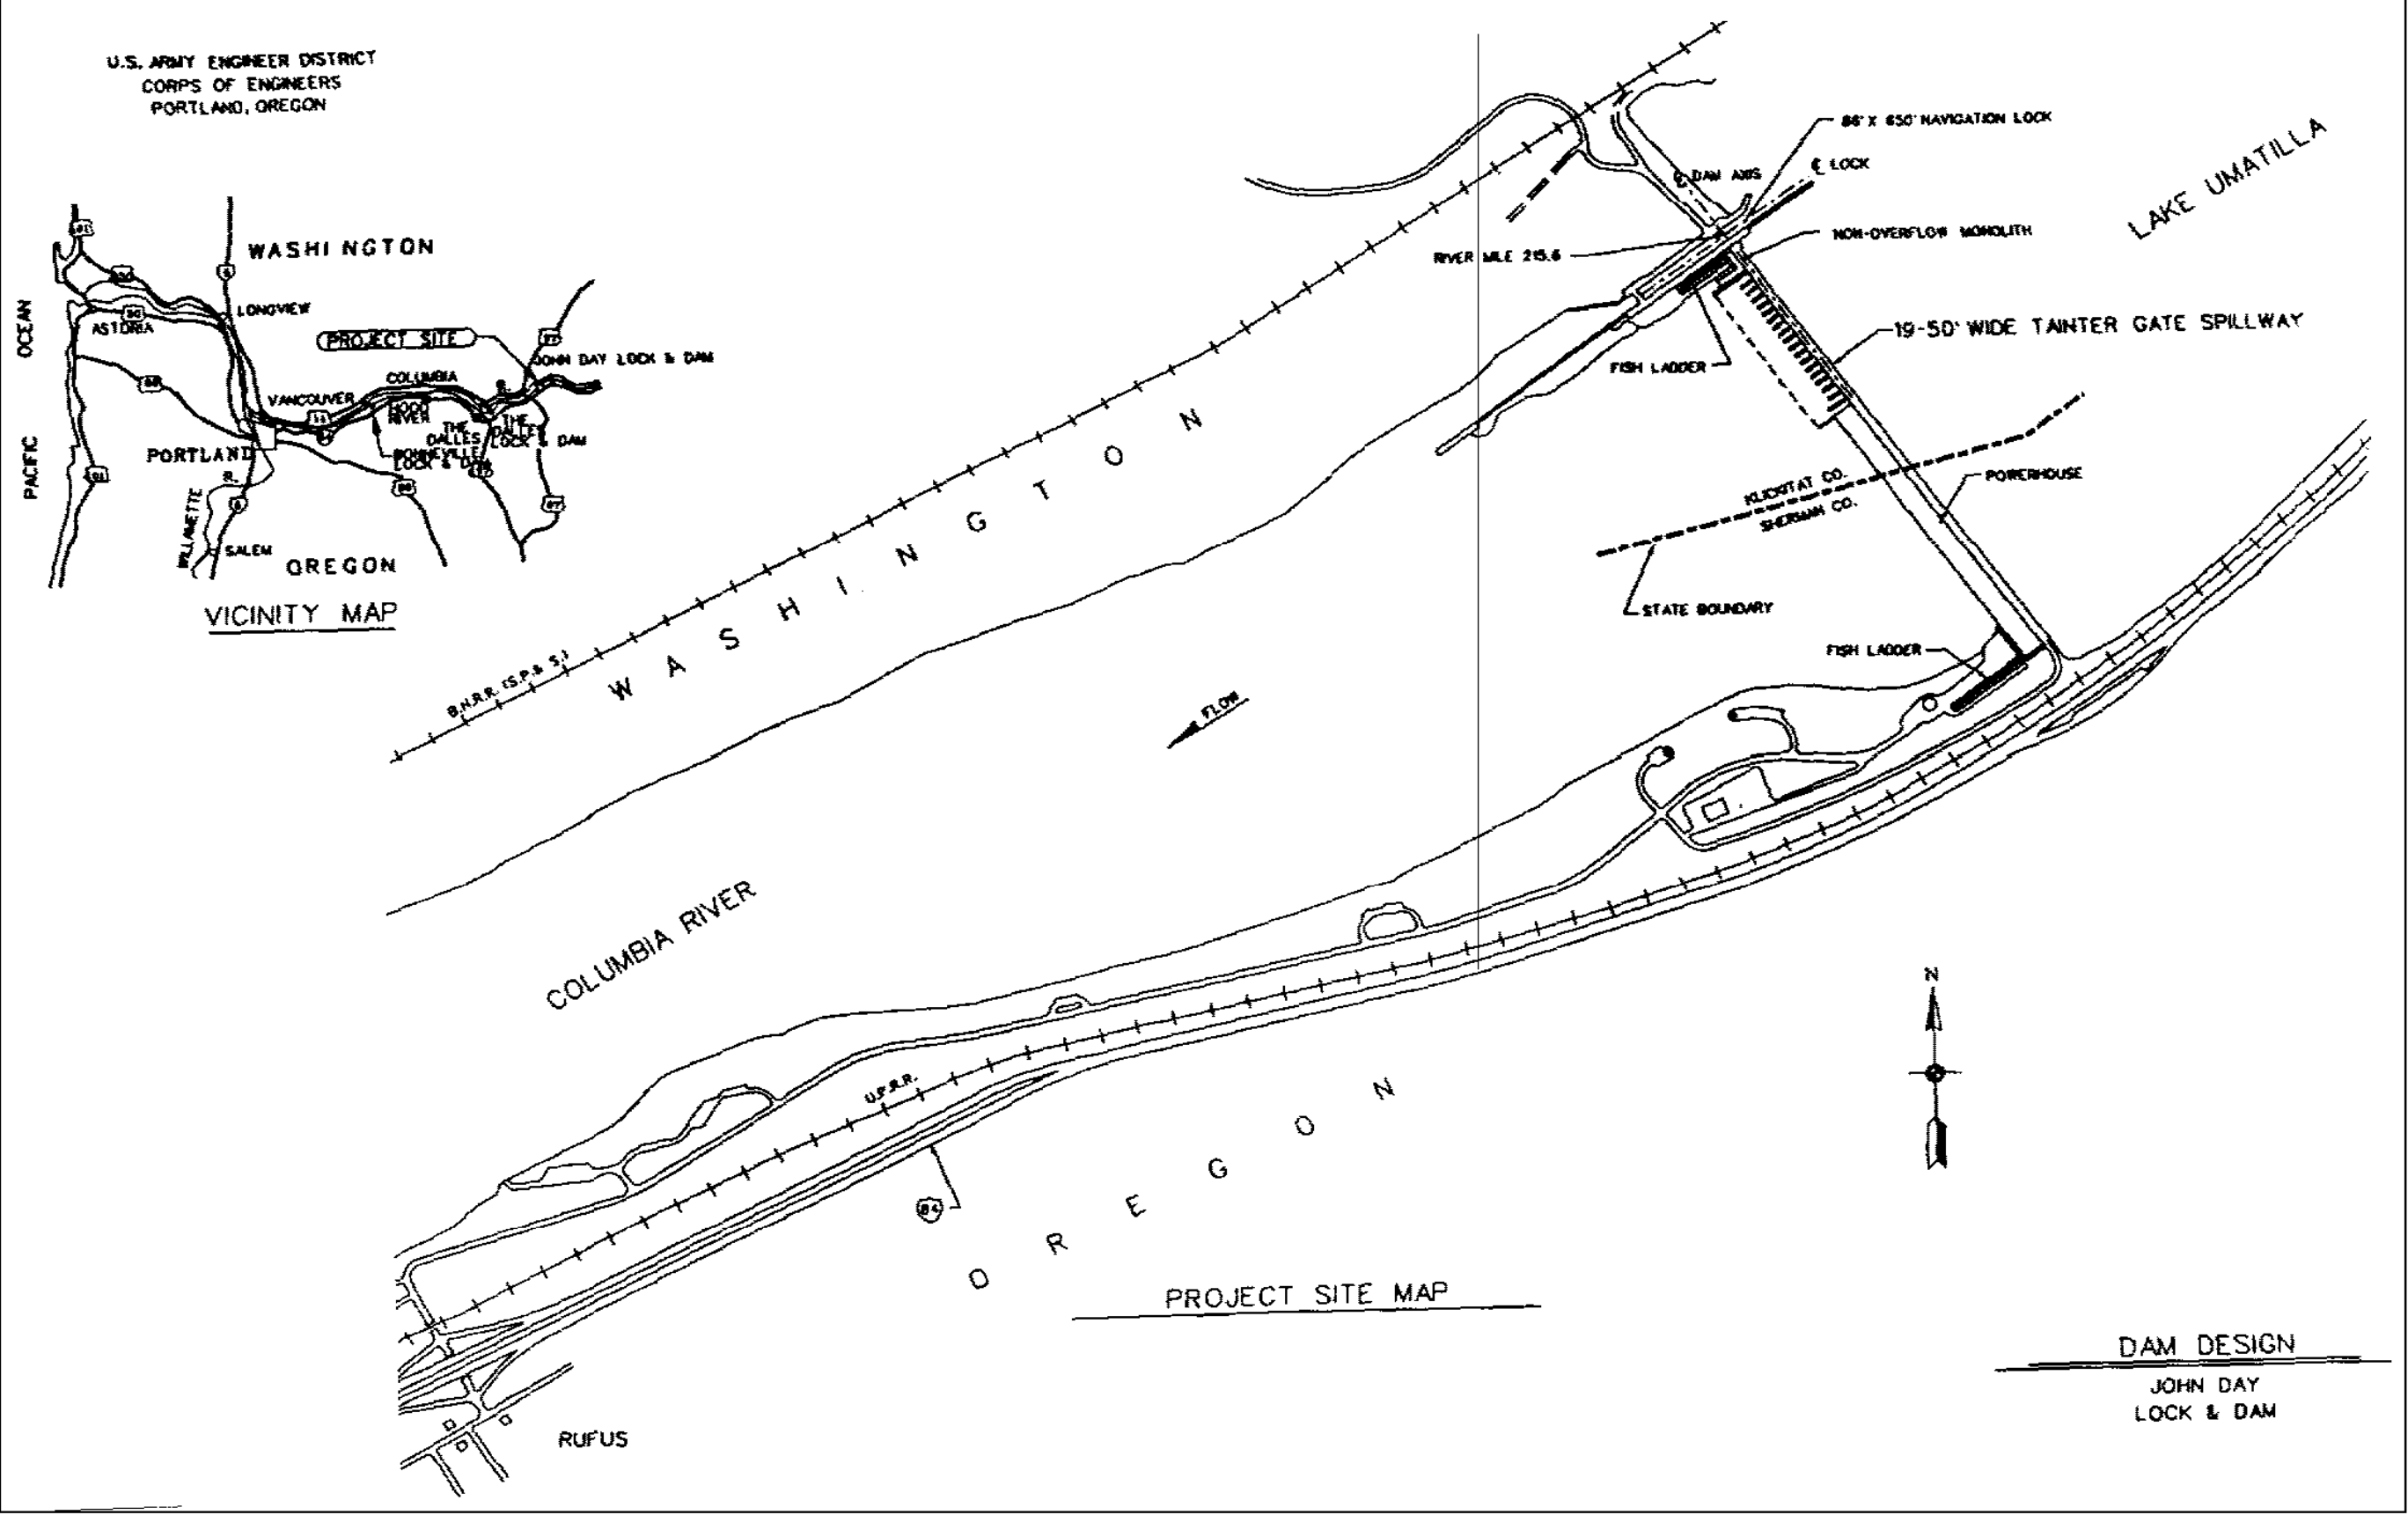 U.S. ARMY ENGINEER DISTRICT
CORPS OF ENGINEERS
PORTLAND, OREGON
WASHINGTON
LONGVIEW
ASTORIA
PACIFIC OCEAN
PROJECT SITE
JOHN DAY LOCK & DAM
COLUMBIA R.
VANCOUVER
HOOD
RIVER
THE
DALLES
THE
DALLES
LOCK & DAM
BONNEVILLE
LOCK & DAM
PORTLAND
WILLAMETTE R.
SALEM
OREGON
VICINITY MAP
86' X 650' NAVIGATION LOCK
℄ LOCK
℄ DAM AXIS
LAKE UMATILLA
NON-OVERFLOW MONOLITH
RIVER MILE 215.6
19-50' WIDE TAINTER GATE SPILLWAY
FISH LADDER
KLICKITAT CO.
SHERMAN CO.
POWERHOUSE
STATE BOUNDARY
FISH LADDER
B.N.R.R. (S.P.& S.)
WASHINGTON
FLOW
COLUMBIA RIVER
U.P.R.R.
84
OREGON
N
PROJECT SITE MAP
RUFUS
DAM DESIGN
JOHN DAY
LOCK & DAM